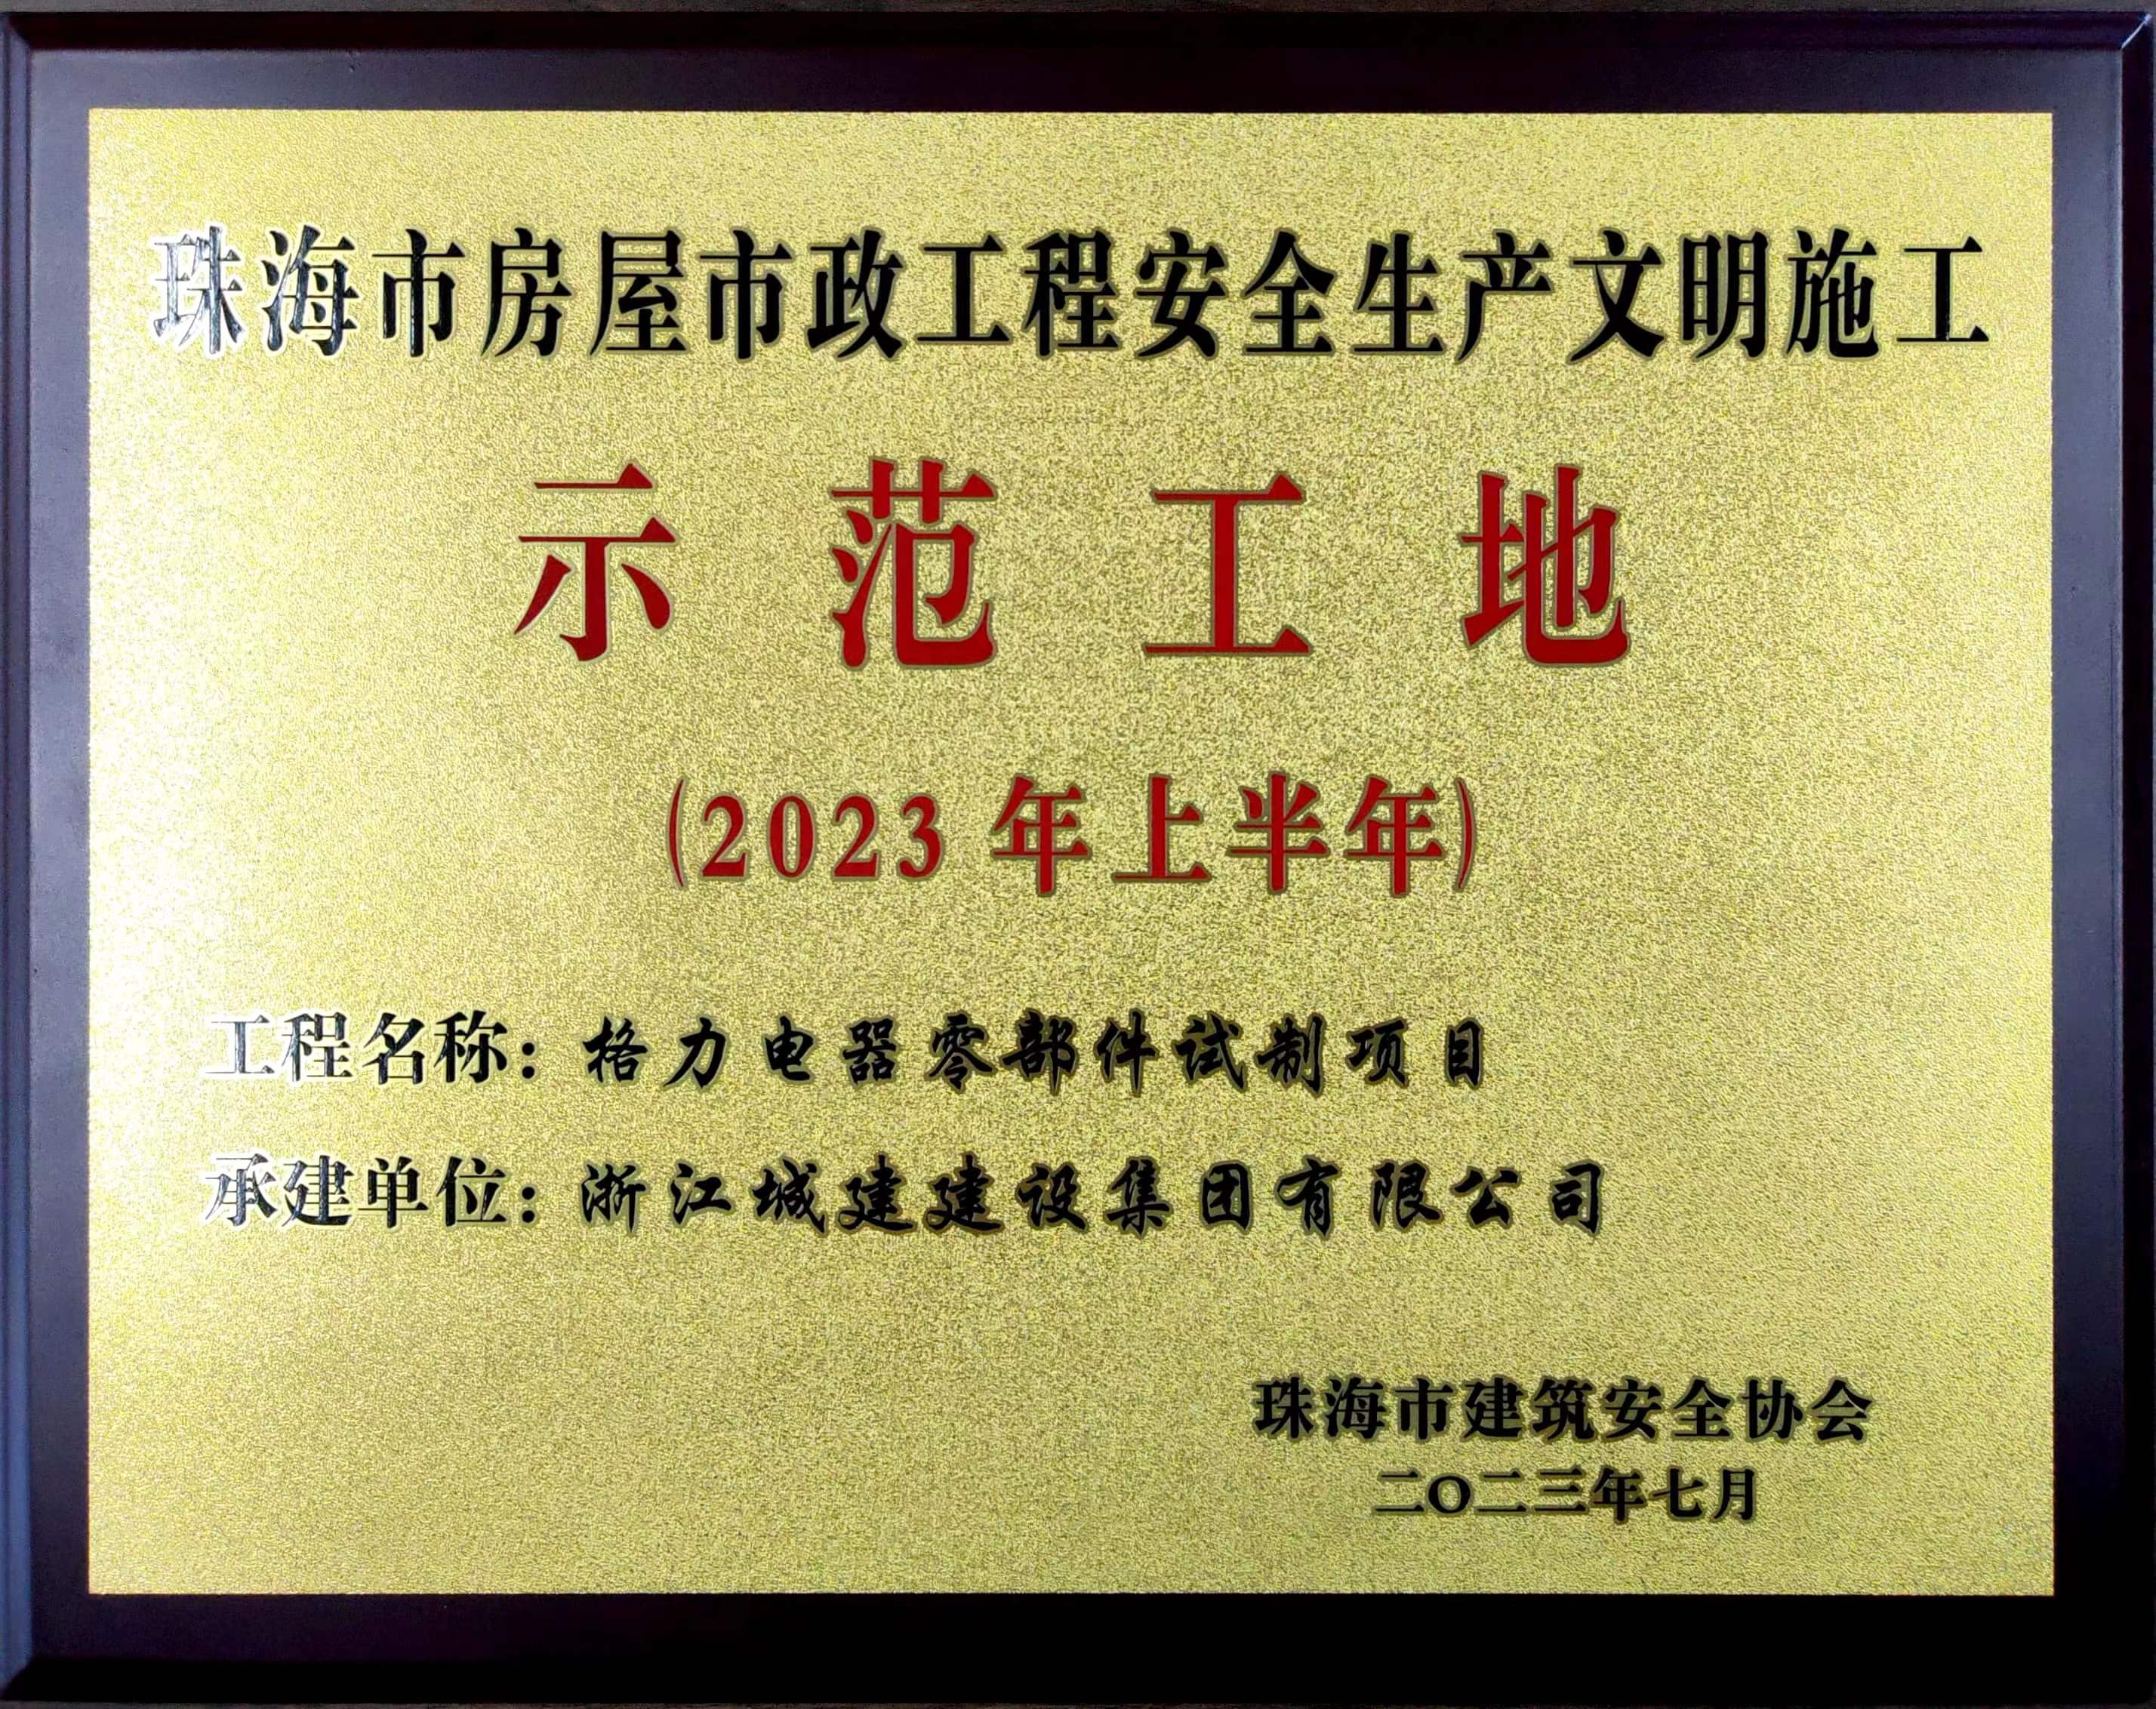 珠海市房屋市政工程安全生产文明施工
示范工地
(2023年上半年)
工程名称：格力电器零部件试制项目
承建单位：浙江城建建设集团有限公司
珠海市建筑安全协会
二〇二三年七月